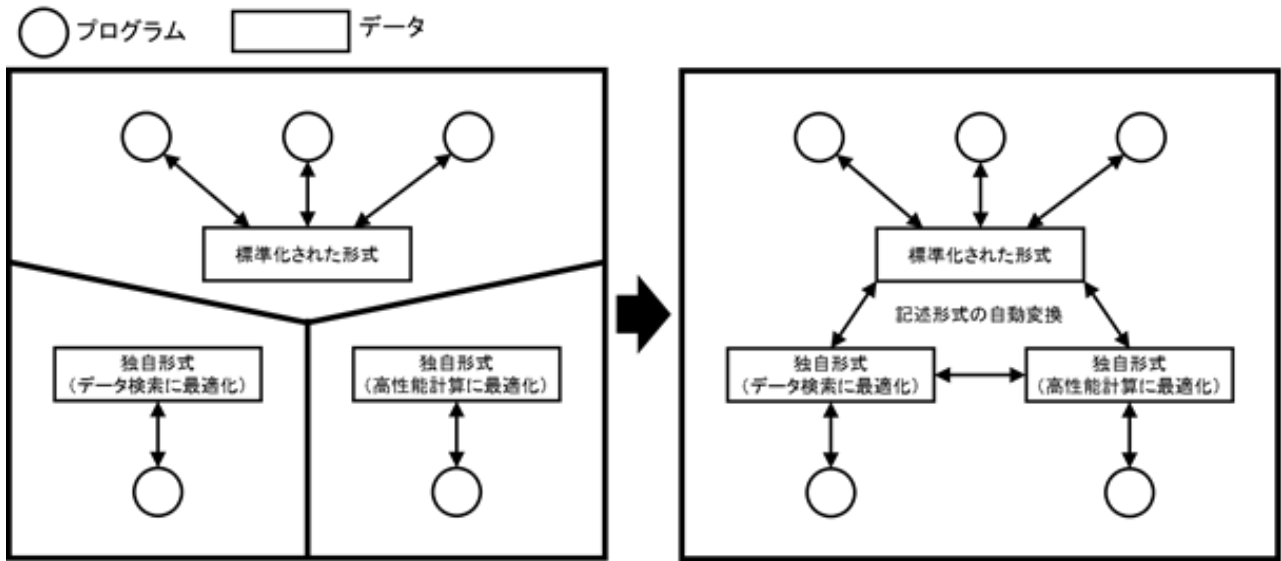 プログラム
データ
標準化された形式
独自形式
(データ検索に最適化)
独自形式
(高性能計算に最適化)
標準化された形式
記述形式の自動変換
独自形式
(データ検索に最適化)
独自形式
(高性能計算に最適化)